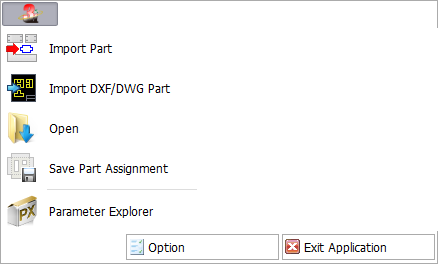 Import Part
Import DXF/DWG Part
Open
Save Part Assignment
PX Parameter Explorer
Option Exit Application